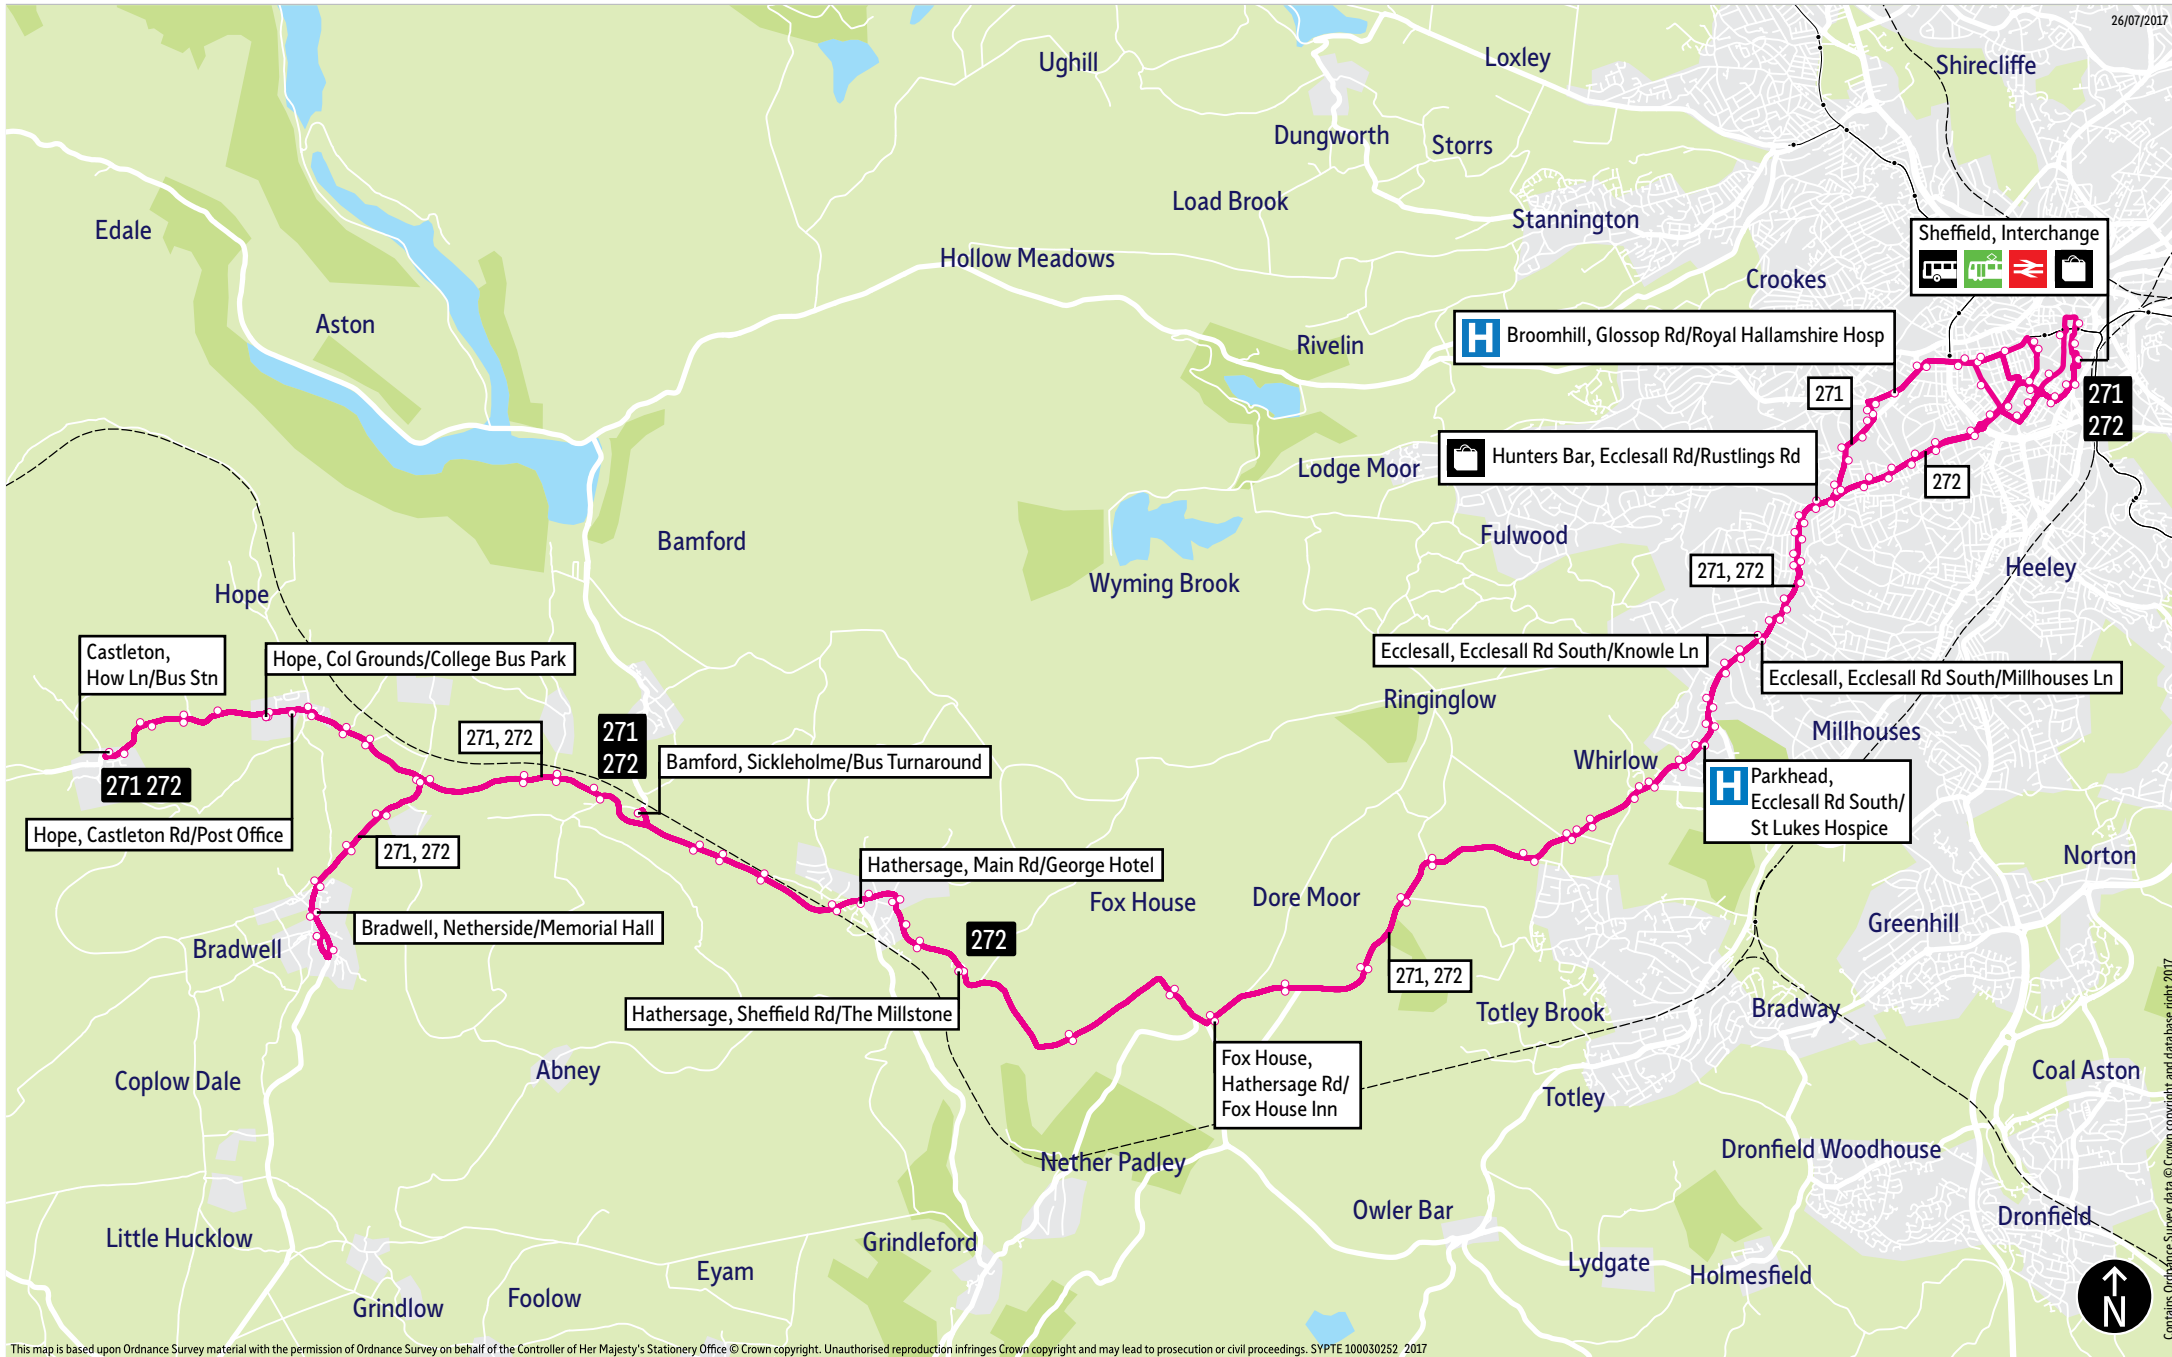 26/07/2017
Ughill
Loxley
Shirecliffe
Dungworth
Storrs
Load Brook
Stannington
Edale
Hollow Meadows
Sheffield, Interchange
Crookes
Aston
Rivelin
H
Broomhill, Glossop Rd/Royal Hallamshire Hosp
271
271
272
Hunters Bar, Ecclesall Rd/Rustlings Rd
Lodge Moor
272
Fulwood
Bamford
Wyming Brook
271, 272
Heeley
Hope
Castleton,
How Ln/Bus Stn
Hope, Col Grounds/College Bus Park
Ecclesall, Ecclesall Rd South/Knowle Ln
Ecclesall, Ecclesall Rd South/Millhouses Ln
Ringinglow
Millhouses
271, 272
271
272
Bamford, Sickleholme/Bus Turnaround
Whirlow
271 272
H
Parkhead,
Ecclesall Rd South/
St Lukes Hospice
Hope, Castleton Rd/Post Office
271, 272
Hathersage, Main Rd/George Hotel
Norton
Fox House
Dore Moor
Greenhill
Bradwell, Netherside/Memorial Hall
Bradwell
272
271, 272
Hathersage, Sheffield Rd/The Millstone
Totley Brook
Bradway
Fox House,
Hathersage Rd/
Fox House Inn
Coplow Dale
Abney
Coal Aston
Totley
Nether Padley
Dronfield Woodhouse
Owler Bar
Dronfield
Little Hucklow
Grindleford
Lydgate
Holmesfield
Eyam
Foolow
Grindlow
N
This map is based upon Ordnance Survey material with the permission of Ordnance Survey on behalf of the Controller of Her Majesty's Stationery Office © Crown copyright. Unauthorised reproduction infringes Crown copyright and may lead to prosecution or civil proceedings. SYPTE 100030252 2017
Contains Ordnance Survey data © Crown copyright and database right 2017